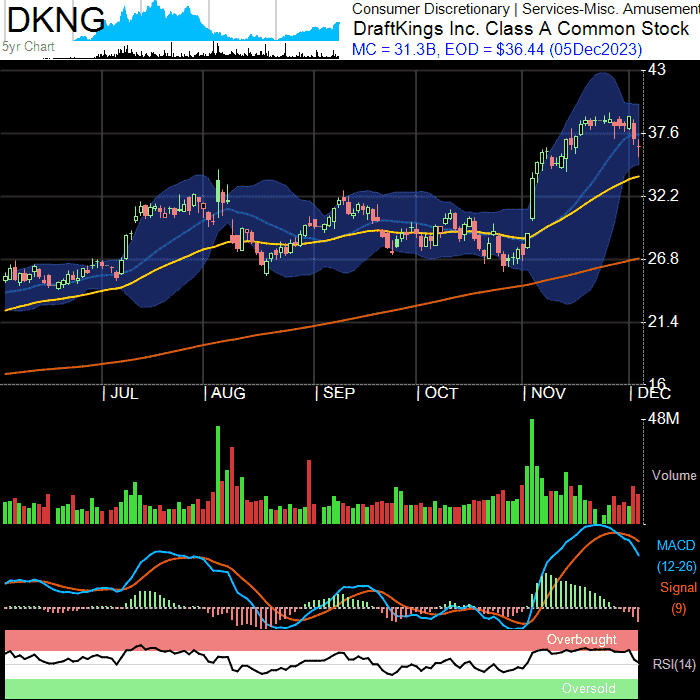 DKNG
5yr Chart
Consumer Discretionary | Services-Misc. Amusement
DraftKings Inc. Class A Common Stock
MC = 31.3B, EOD = $36.44 (05Dec2023)
43
37.6
32.2
26.8
21.4
16
JUL AUG SEP OCT NOV DEC
48M
Volume
MACD
(12-26)
Signal
(9)
Overbought
RSI(14)
Oversold